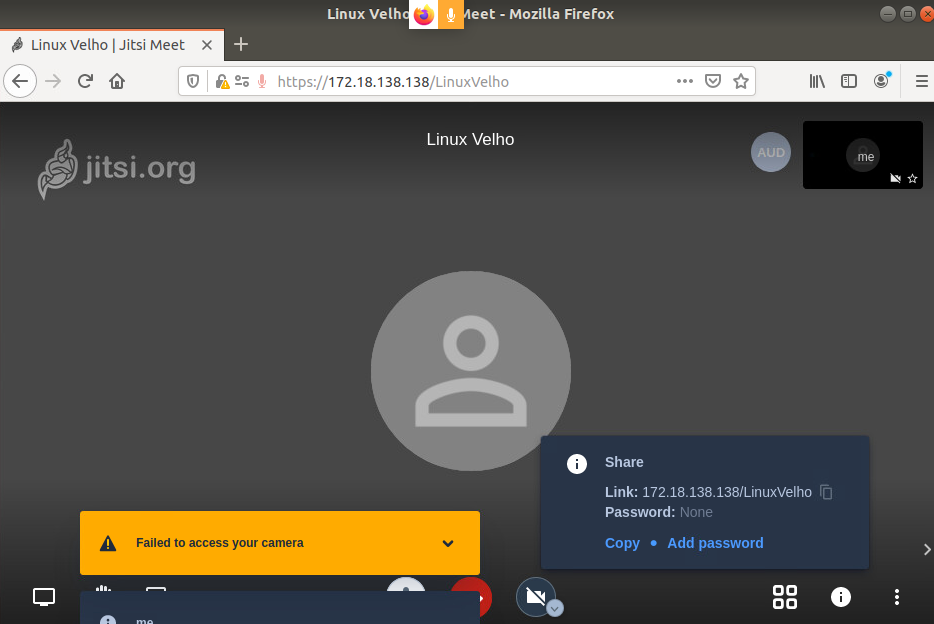 Linux Velho Meet - Mozilla Firefox
Linux Velho | Jitsi Meet
https://172.18.138.138/LinuxVelho
Linux Velho
jitsi.org
AUD
me
Share
Link: 172.18.138.138/LinuxVelho
Password: None
Copy • Add password
Failed to access your camera
me